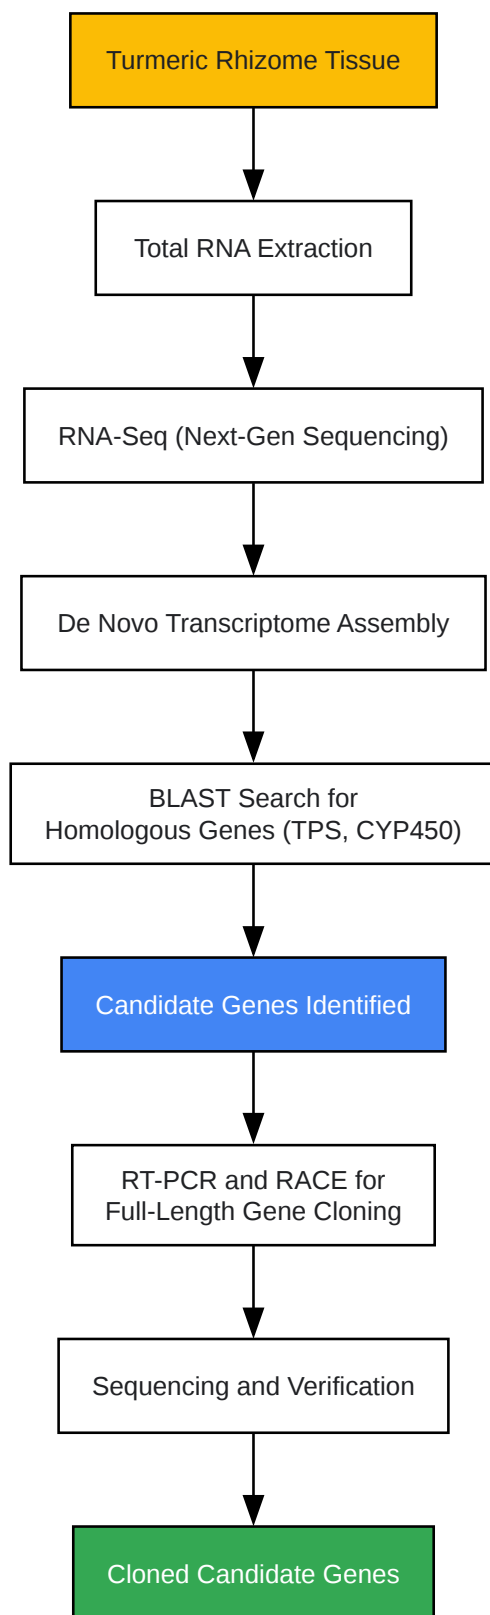 Turmeric Rhizome Tissue
Total RNA Extraction
RNA-Seq (Next-Gen Sequencing)
De Novo Transcriptome Assembly
BLAST Search for
Homologous Genes (TPS, CYP450)
Candidate Genes Identified
RT-PCR and RACE for
Full-Length Gene Cloning
Sequencing and Verification
Cloned Candidate Genes